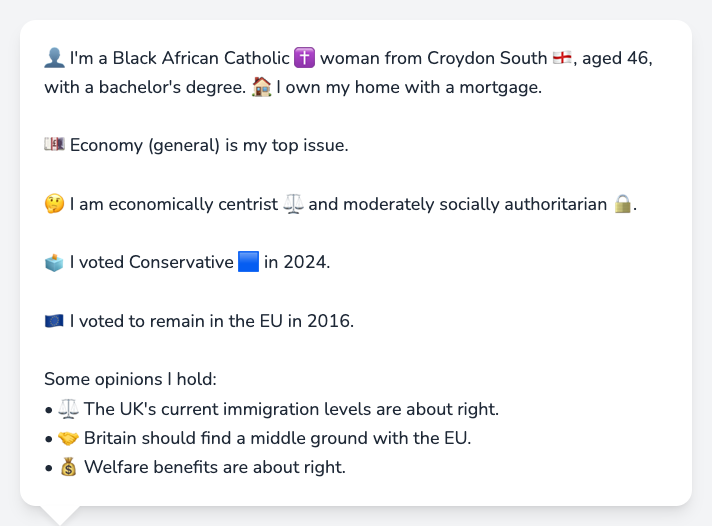 👤 I'm a Black African Catholic ✝️ woman from Croydon South 🏴󠁧󠁢󠁥󠁮󠁧󠁿, aged 46,
with a bachelor's degree. 🏠 I own my home with a mortgage.
💷 Economy (general) is my top issue.
🤔 I am economically centrist ⚖️ and moderately socially authoritarian 🔒.
🗳️ I voted Conservative 🟦 in 2024.
🇪🇺 I voted to remain in the EU in 2016.
Some opinions I hold:
• ⚖️ The UK's current immigration levels are about right.
• 🤝 Britain should find a middle ground with the EU.
• 💰 Welfare benefits are about right.